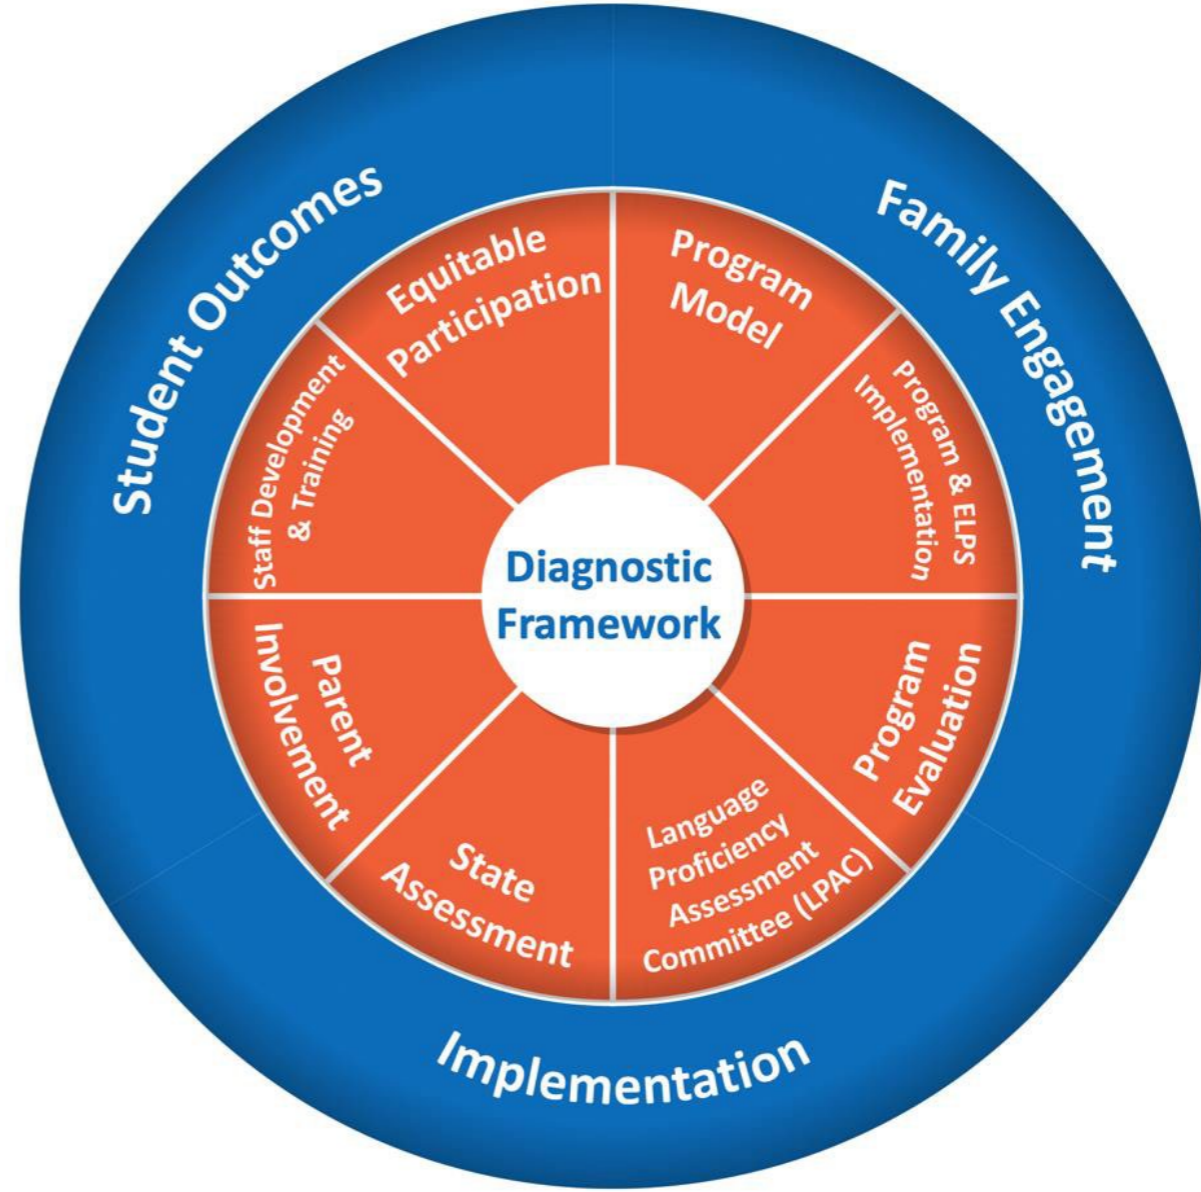 Student Outcomes
Family Engagement
Implementation
Equitable
Participation
Program
Model
Program & ELPS
Implementation
Program
Evaluation
Language
Proficiency
Assessment
Committee (LPAC)
State
Assessment
Parent
Involvement
Staff Development
& Training
Diagnostic
Framework